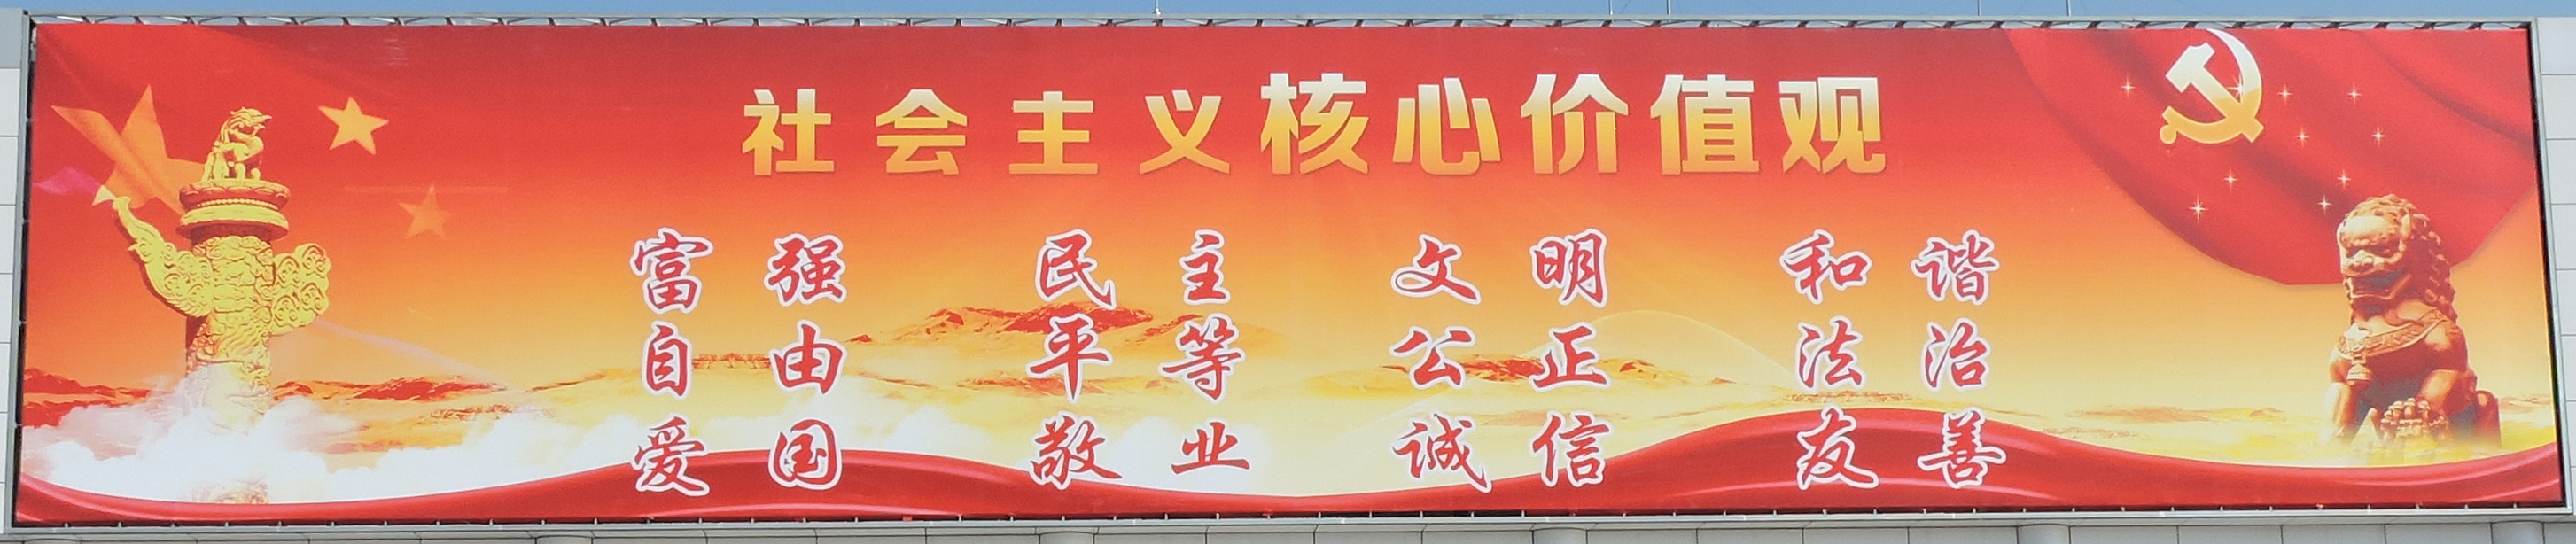 社会主义核心价值观
富强 民主 文明 和谐
自由 平等 公正 法治
爱国 敬业 诚信 友善